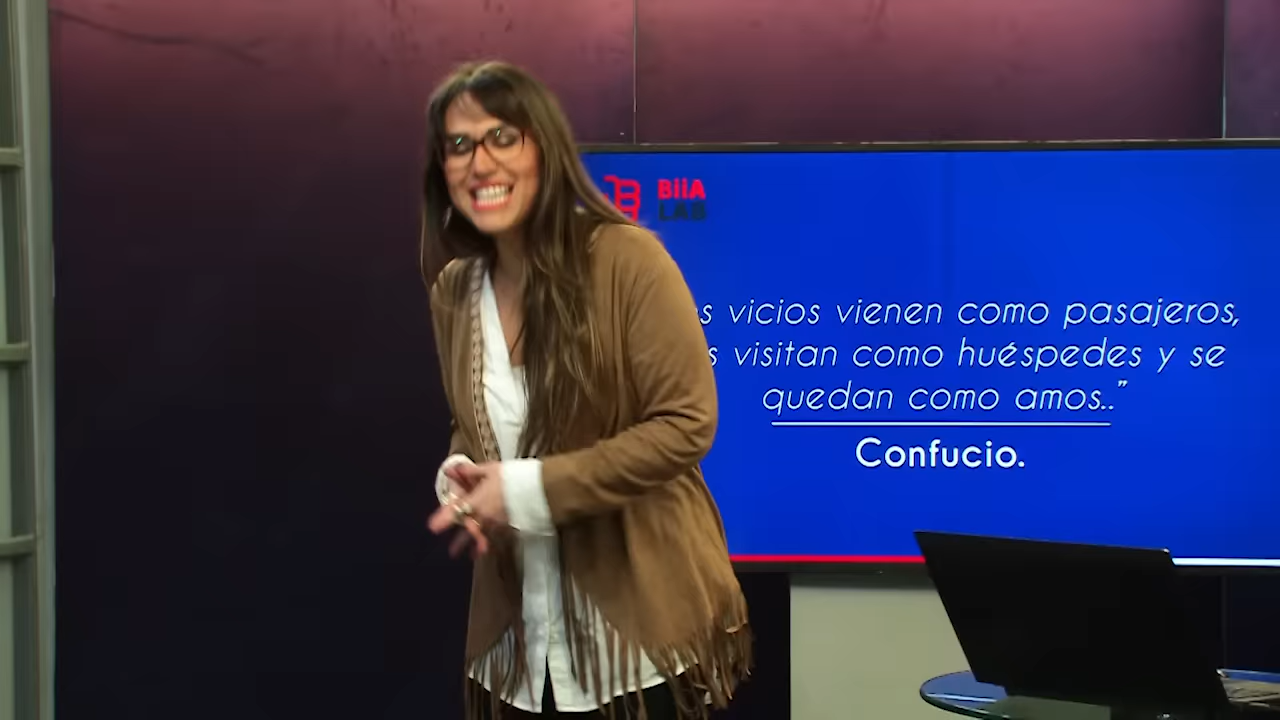 BiiA
LAB
vicios vienen como pasajeros,
visitan como huéspedes y se
quedan como amos..”
Confucio.